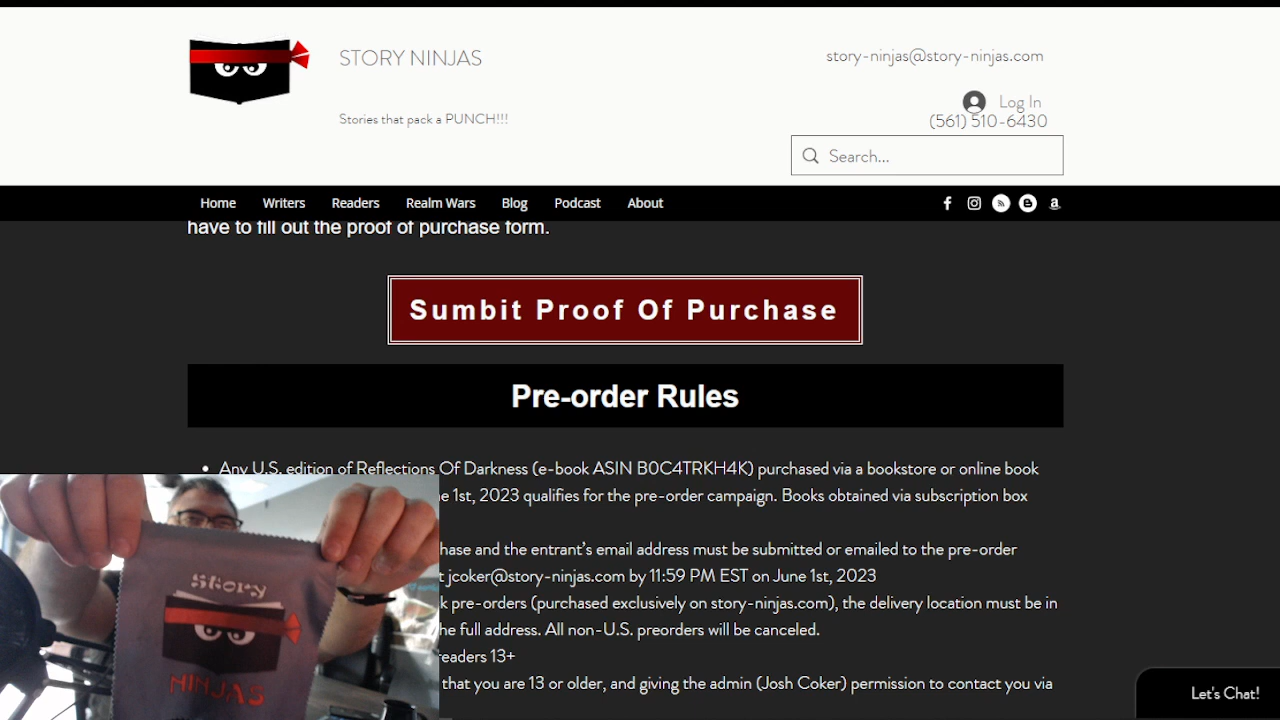 STORY NINJAS
story-ninjas@story-ninjas.com
Log In
Stories that pack a PUNCH!!!
(561) 510-6430
Search...
Home Writers Readers Realm Wars Blog Podcast About
have to fill out the proof of purchase form.
Sumbit Proof Of Purchase
Pre-order Rules
Any U.S. edition of Reflections Of Darkness (e-book ASIN B0C4TRKH4K) purchased via a bookstore or online book
1st, 2023 qualifies for the pre-order campaign. Books obtained via subscription box
and the entrant's email address must be submitted or emailed to the pre-order
jcoker@story-ninjas.com by 11:59 PM EST on June 1st, 2023
pre-orders (purchased exclusively on story-ninjas.com), the delivery location must be in
the full address. All non-U.S. preorders will be canceled.
readers 13+
that you are 13 or older, and giving the admin (Josh Coker) permission to contact you via
Let's Chat!
Story
NINJAS